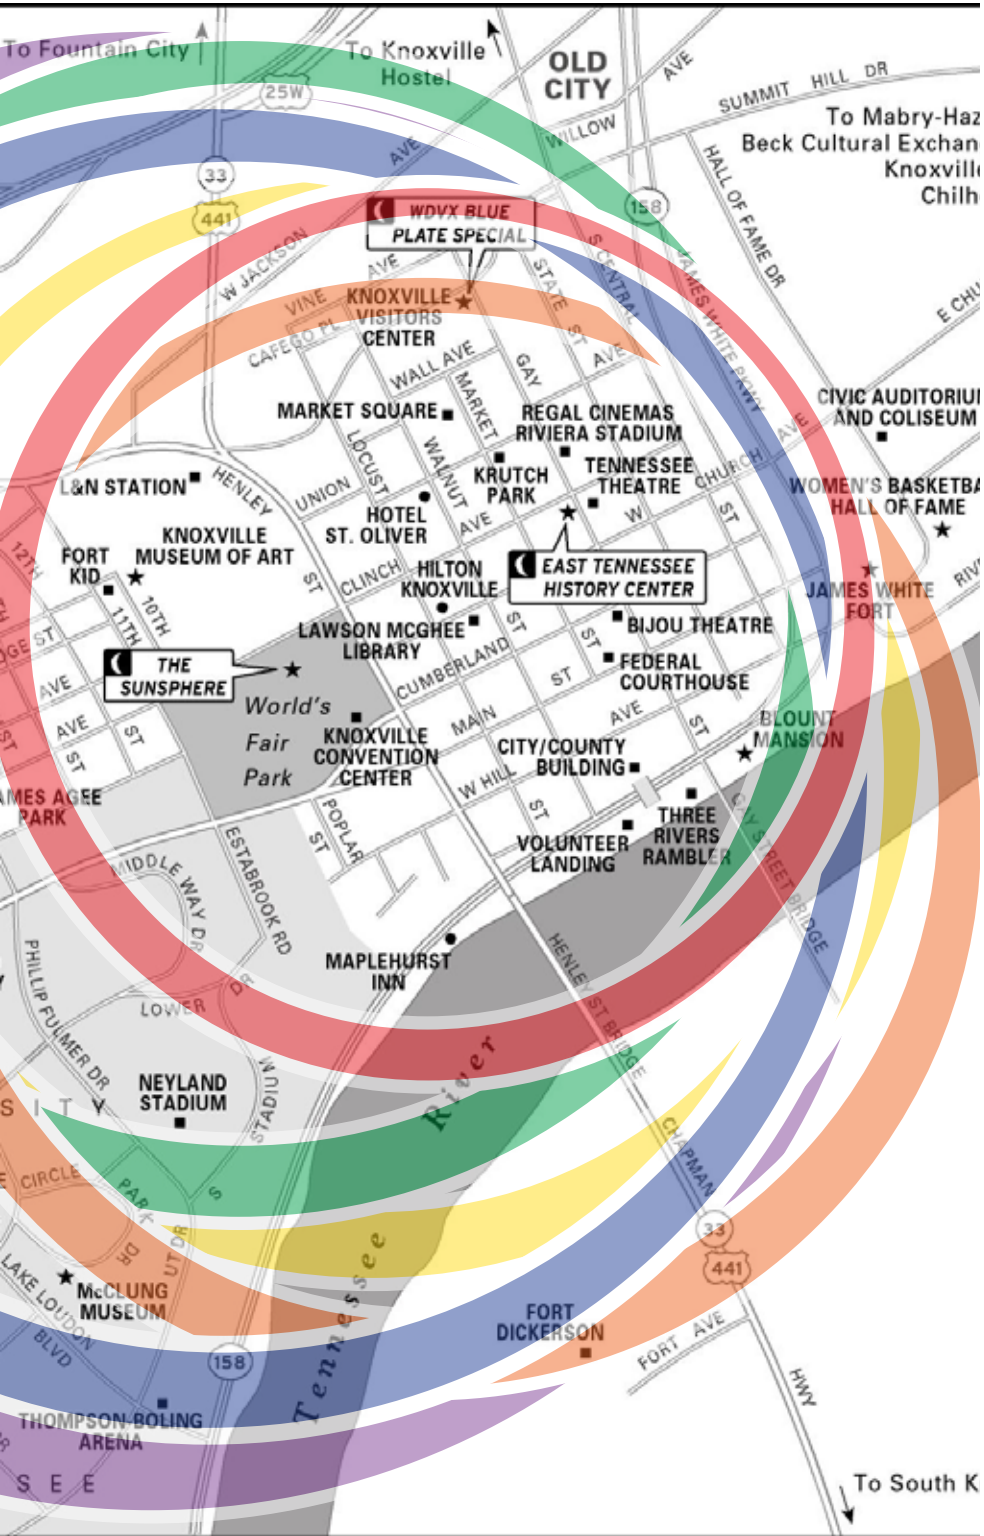 To Fountain City
To Knoxville
Hostel
OLD
CITY
AVE
SUMMIT HILL DR
25W
WILLOW
AVE
To Mabry-Haz
Beck Cultural Exchan
Knoxville
Chilh
33
441
158
HALL OF FAME DR
WDVX BLUE
PLATE SPECIAL
W JACKSON
AVE
STATE ST
S CENTRAL
JAMES WHITE PKWY
E CHU
VINE
KNOXVILLE
VISITORS
CENTER
CAFEGO PL
WALL AVE
GAY
AVE
MARKET
MARKET SQUARE
REGAL CINEMAS
RIVIERA STADIUM
CIVIC AUDITORIU
AND COLISEUM
LOCUST
WALNUT
KRUTCH
PARK
TENNESSEE
THEATRE
CHURCH AVE
L&N STATION
HENLEY
UNION
AVE
W
ST
WOMEN'S BASKETBA
HALL OF FAME
HOTEL
ST. OLIVER
KNOXVILLE
MUSEUM OF ART
12TH
FORT
KID
11TH
10TH
ST
CLINCH
HILTON
KNOXVILLE
EAST TENNESSEE
HISTORY CENTER
JAMES WHITE
FORT
RIV
TH
DGE ST
LAWSON MCGHEE
LIBRARY
ST
ST
BIJOU THEATRE
THE
SUNSPHERE
AVE
CUMBERLAND
ST
FEDERAL
COURTHOUSE
World's
Fair
Park
ST
AVE
ST
ST
KNOXVILLE
CONVENTION
CENTER
MAIN
AVE
ST
BLOUNT
MANSION
CITY/COUNTY
BUILDING
W HILL
ST
AMES AGEE
PARK
POPLAR
ST
VOLUNTEER
LANDING
THREE
RIVERS
RAMBLER
GAY STREET BRIDGE
MIDDLE WAY DR
ESTABROOK RD
PHILLIP FULMER DR
MAPLEHURST
INN
HENLEY ST BRIDGE
LOWER DR
STADIUM
NEYLAND
STADIUM
S I T Y
Tennessee River
E CIRCLE
PARK
DR
S
UT DR
CHAPMAN
33
441
LAKE LOUDON
BLVD
McCLUNG
MUSEUM
FORT
DICKERSON
FORT AVE
158
HWY
THOMPSON-BOLING
ARENA
DR
S E E
To South K